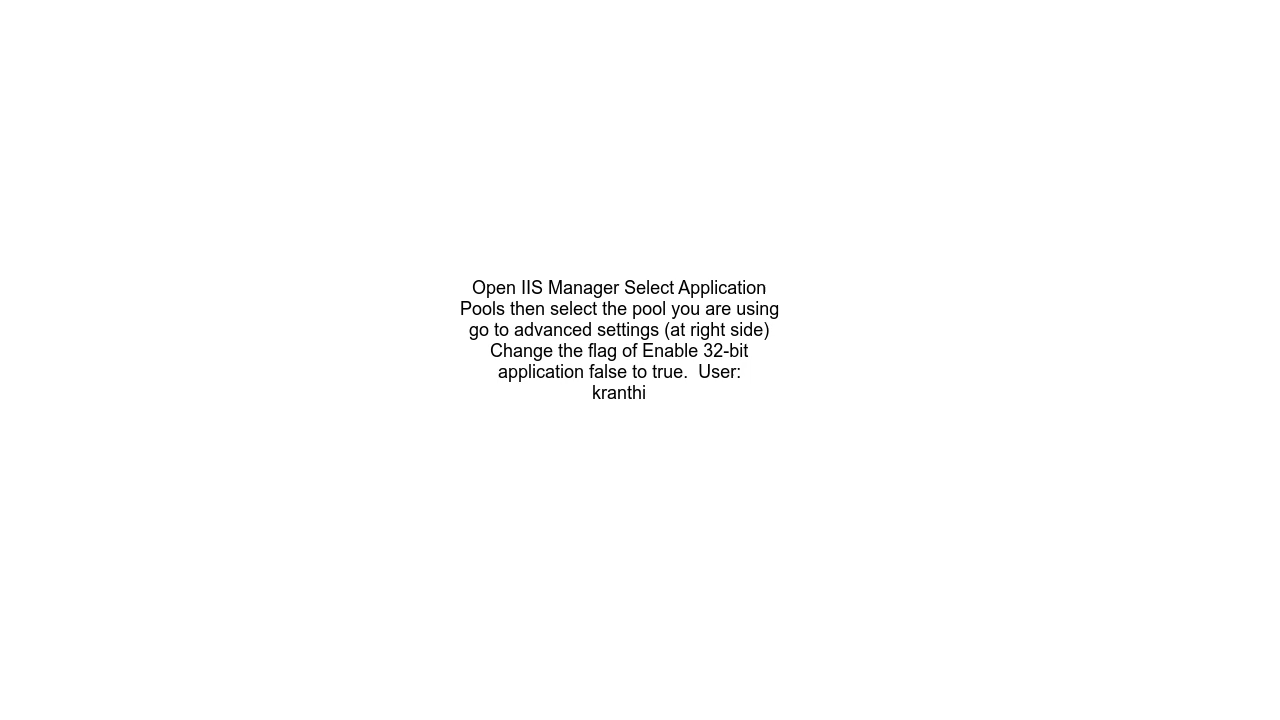 Open IIS Manager Select Application
Pools then select the pool you are using
go to advanced settings (at right side)
Change the flag of Enable 32-bit
application false to true.  User:
kranthi